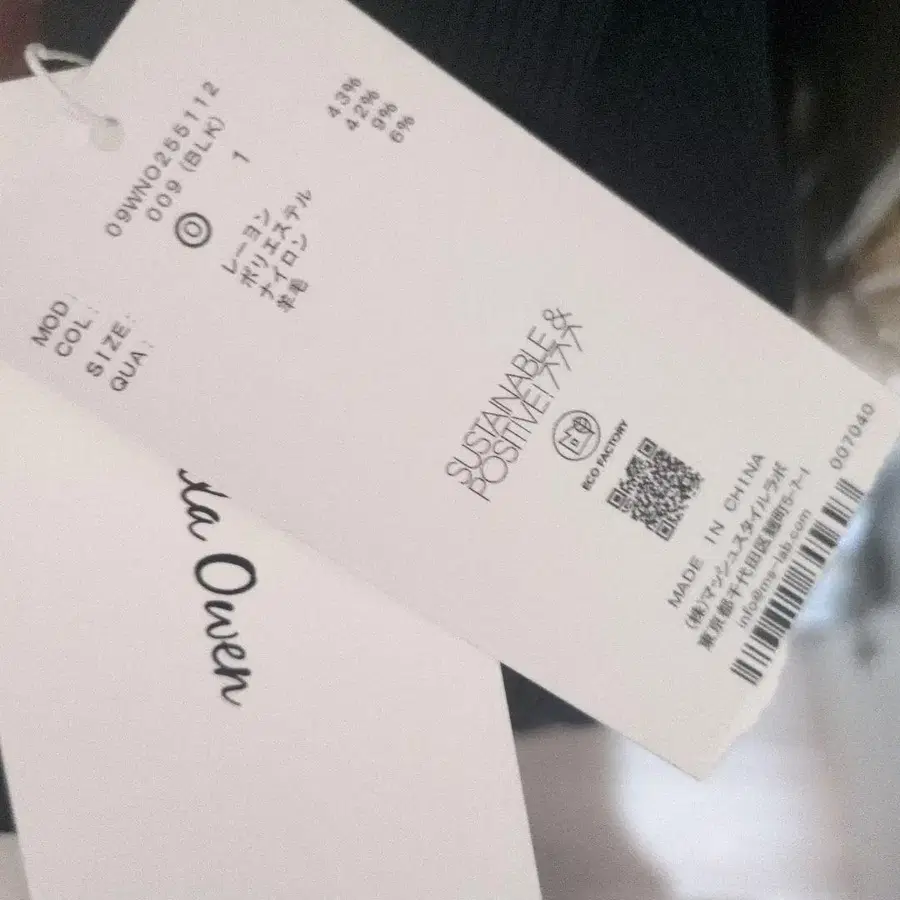 MOD: 09WNO255112
COL: 009 (BLK)
SIZE: ⓪ 1
QUA:
レーヨン 43%
ポリエステル 42%
ナイロン 9%
羊毛 6%
SUSTAINABLE &
POSITIVE!
ECO FACTORY
MADE IN CHINA
(株)マッシュスタイルラボ
東京都千代田区麹町5-7-1
info@ms-lab.com
007040
la Owen